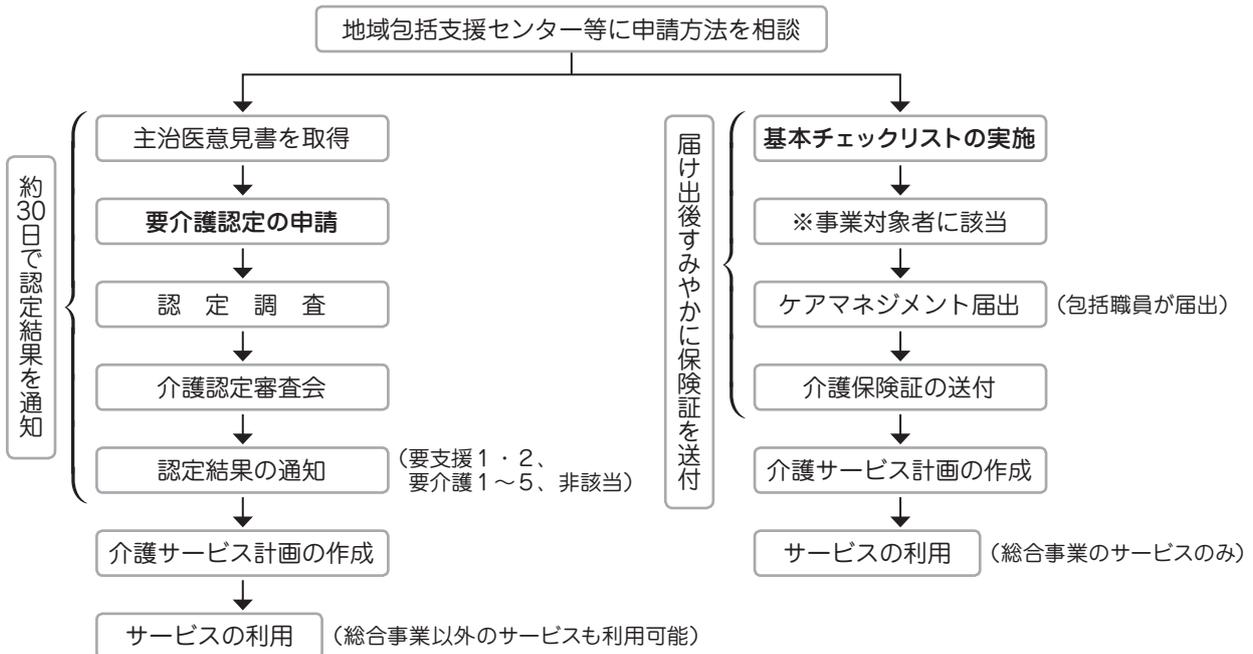 地域包括支援センター等に申請方法を相談
約30日で認定結果を通知
主治医意見書を取得
要介護認定の申請
認定調査
介護認定審査会
認定結果の通知
（要支援１・２、
要介護１～５、非該当）
介護サービス計画の作成
サービスの利用
（総合事業以外のサービスも利用可能）
届け出後すみやかに保険証を送付
基本チェックリストの実施
※事業対象者に該当
ケアマネジメント届出
（包括職員が届出）
介護保険証の送付
介護サービス計画の作成
サービスの利用
（総合事業のサービスのみ）